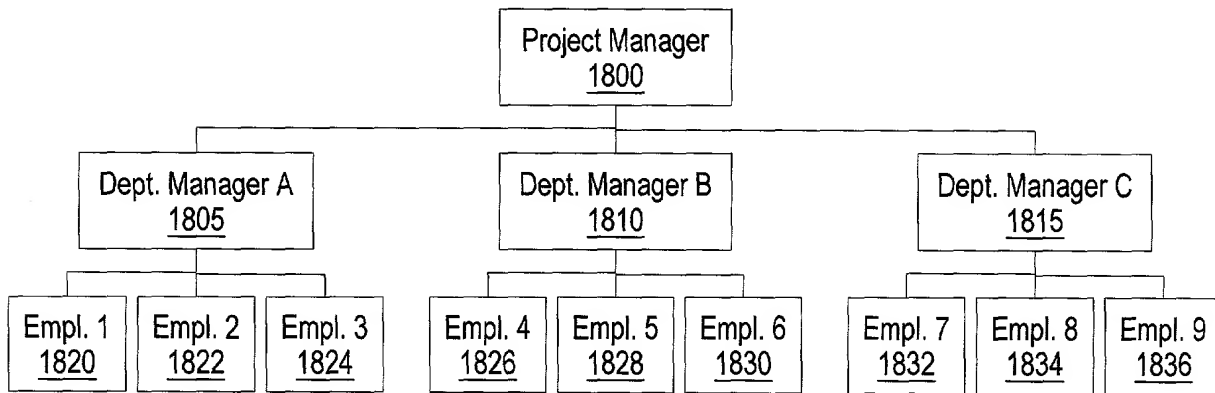 Project Manager
1800
Dept. Manager A
1805
Dept. Manager B
1810
Dept. Manager C
1815
Empl. 1
1820
Empl. 2
1822
Empl. 3
1824
Empl. 4
1826
Empl. 5
1828
Empl. 6
1830
Empl. 7
1832
Empl. 8
1834
Empl. 9
1836